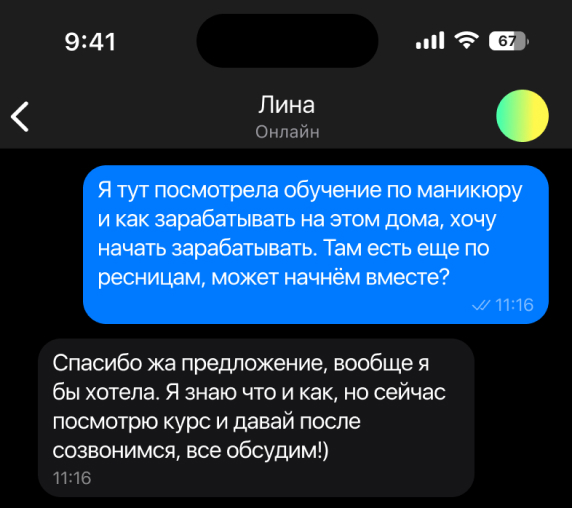 9:41
67
Лина
Онлайн
Я тут посмотрела обучение по маникюру
и как зарабатывать на этом дома, хочу
начать зарабатывать. Там есть еще по
ресницам, может начнём вместе?
11:16
Спасибо жа предложение, вообще я
бы хотела. Я знаю что и как, но сейчас
посмотрю курс и давай после
созвонимся, все обсудим!)
11:16